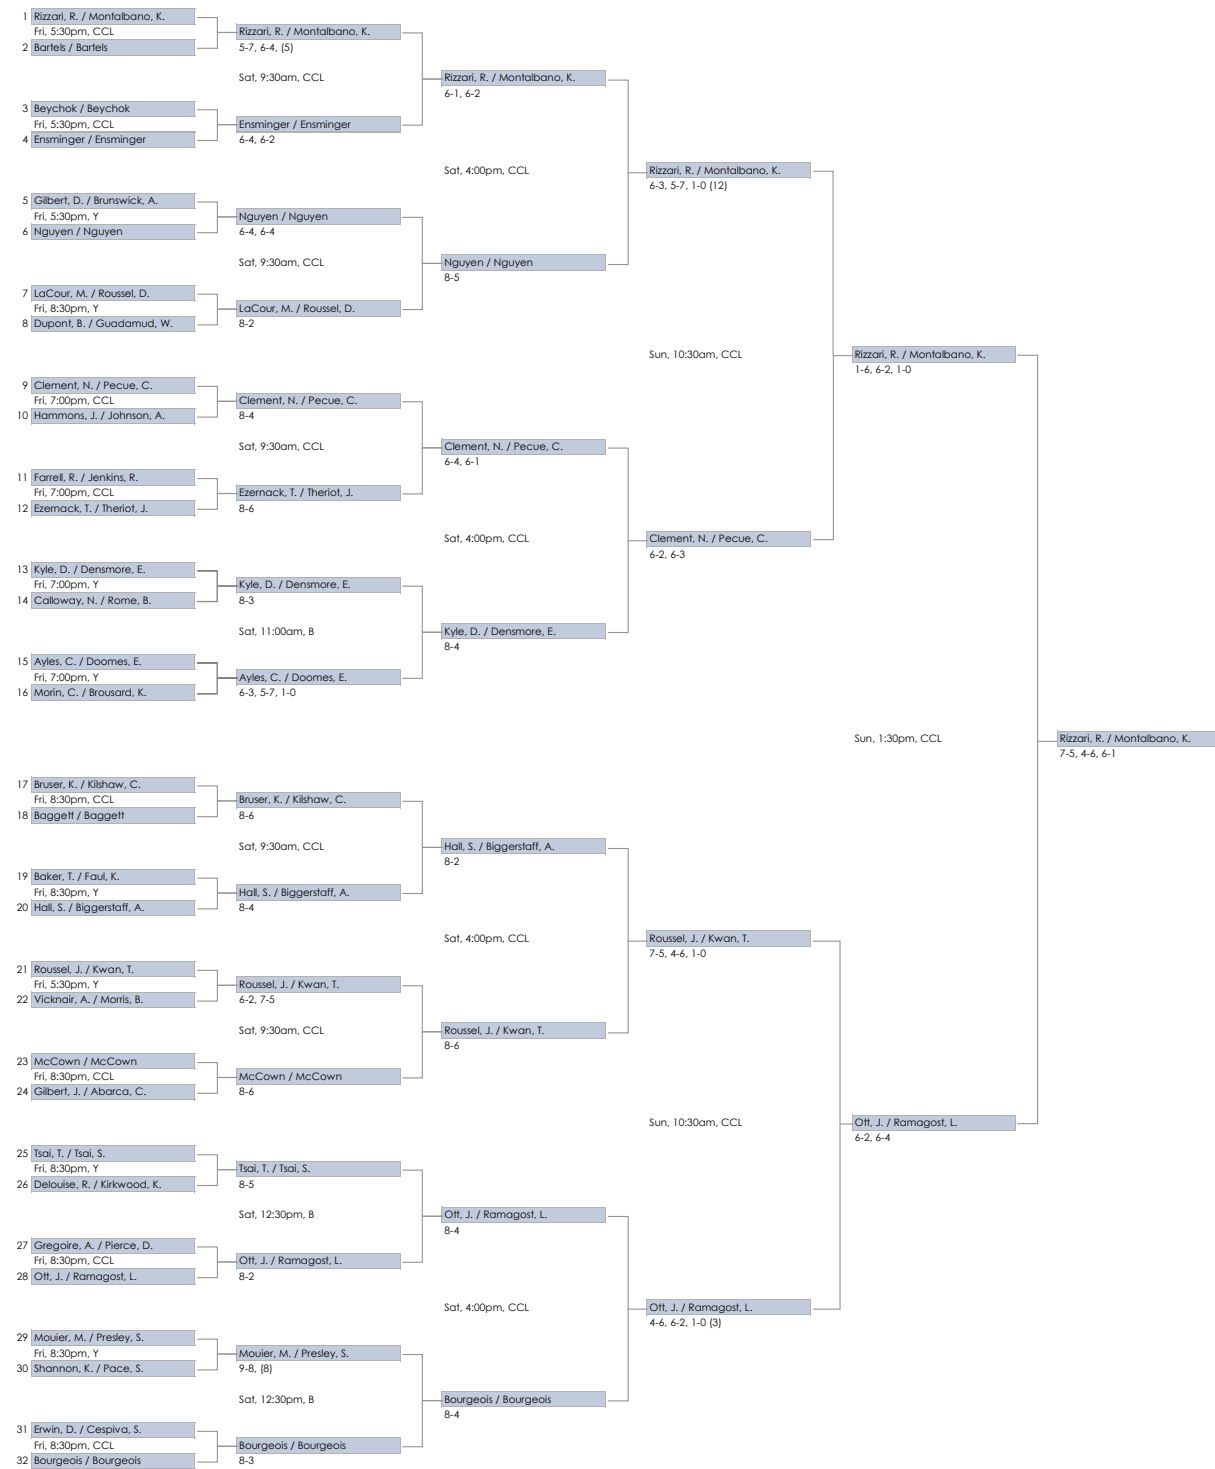 1 Rizzari, R. / Montalbano, K.
Fri, 5:30pm, CCL
2 Bartels / Bartels
Rizzari, R. / Montalbano, K.
5-7, 6-4, (5)
Sat, 9:30am, CCL
Rizzari, R. / Montalbano, K.
6-1, 6-2
3 Beychok / Beychok
Fri, 5:30pm, CCL
4 Ensminger / Ensminger
Ensminger / Ensminger
6-4, 6-2
Sat, 4:00pm, CCL
Rizzari, R. / Montalbano, K.
6-3, 5-7, 1-0 (12)
5 Gilbert, D. / Brunswick, A.
Fri, 5:30pm, Y
6 Nguyen / Nguyen
Nguyen / Nguyen
6-4, 6-4
Sat, 9:30am, CCL
Nguyen / Nguyen
8-5
7 LaCour, M. / Roussel, D.
Fri, 8:30pm, Y
8 Dupont, B. / Guadamud, W.
LaCour, M. / Roussel, D.
8-2
Sun, 10:30am, CCL
Rizzari, R. / Montalbano, K.
1-6, 6-2, 1-0
9 Clement, N. / Pecue, C.
Fri, 7:00pm, CCL
10 Hammons, J. / Johnson, A.
Clement, N. / Pecue, C.
8-4
Sat, 9:30am, CCL
Clement, N. / Pecue, C.
6-4, 6-1
11 Farrell, R. / Jenkins, R.
Fri, 7:00pm, CCL
12 Ezernack, T. / Theriot, J.
Ezernack, T. / Theriot, J.
8-6
Sat, 4:00pm, CCL
Clement, N. / Pecue, C.
6-2, 6-3
13 Kyle, D. / Densmore, E.
Fri, 7:00pm, Y
14 Calloway, N. / Rome, B.
Kyle, D. / Densmore, E.
8-3
Sat, 11:00am, B
Kyle, D. / Densmore, E.
8-4
15 Ayles, C. / Doomes, E.
Fri, 7:00pm, Y
16 Morin, C. / Brousard, K.
Ayles, C. / Doomes, E.
6-3, 5-7, 1-0
Sun, 1:30pm, CCL
Rizzari, R. / Montalbano, K.
7-5, 4-6, 6-1
17 Bruser, K. / Kilshaw, C.
Fri, 8:30pm, CCL
18 Baggett / Baggett
Bruser, K. / Kilshaw, C.
8-6
Sat, 9:30am, CCL
Hall, S. / Biggerstaff, A.
8-2
19 Baker, T. / Faul, K.
Fri, 8:30pm, Y
20 Hall, S. / Biggerstaff, A.
Hall, S. / Biggerstaff, A.
8-4
Sat, 4:00pm, CCL
Roussel, J. / Kwan, T.
7-5, 4-6, 1-0
21 Roussel, J. / Kwan, T.
Fri, 5:30pm, Y
22 Vicknair, A. / Morris, B.
Roussel, J. / Kwan, T.
6-2, 7-5
Sat, 9:30am, CCL
Roussel, J. / Kwan, T.
8-6
23 McCown / McCown
Fri, 8:30pm, CCL
24 Gilbert, J. / Abarca, C.
McCown / McCown
8-6
Sun, 10:30am, CCL
Ott, J. / Ramagost, L.
6-2, 6-4
25 Tsai, T. / Tsai, S.
Fri, 8:30pm, Y
26 Delouise, R. / Kirkwood, K.
Tsai, T. / Tsai, S.
8-5
Sat, 12:30pm, B
Ott, J. / Ramagost, L.
8-4
27 Gregoire, A. / Pierce, D.
Fri, 8:30pm, CCL
28 Ott, J. / Ramagost, L.
Ott, J. / Ramagost, L.
8-2
Sat, 4:00pm, CCL
Ott, J. / Ramagost, L.
4-6, 6-2, 1-0 (3)
29 Mouier, M. / Presley, S.
Fri, 8:30pm, Y
30 Shannon, K. / Pace, S.
Mouier, M. / Presley, S.
9-8, (8)
Sat, 12:30pm, B
Bourgeois / Bourgeois
8-4
31 Erwin, D. / Cespiva, S.
Fri, 8:30pm, CCL
32 Bourgeois / Bourgeois
Bourgeois / Bourgeois
8-3